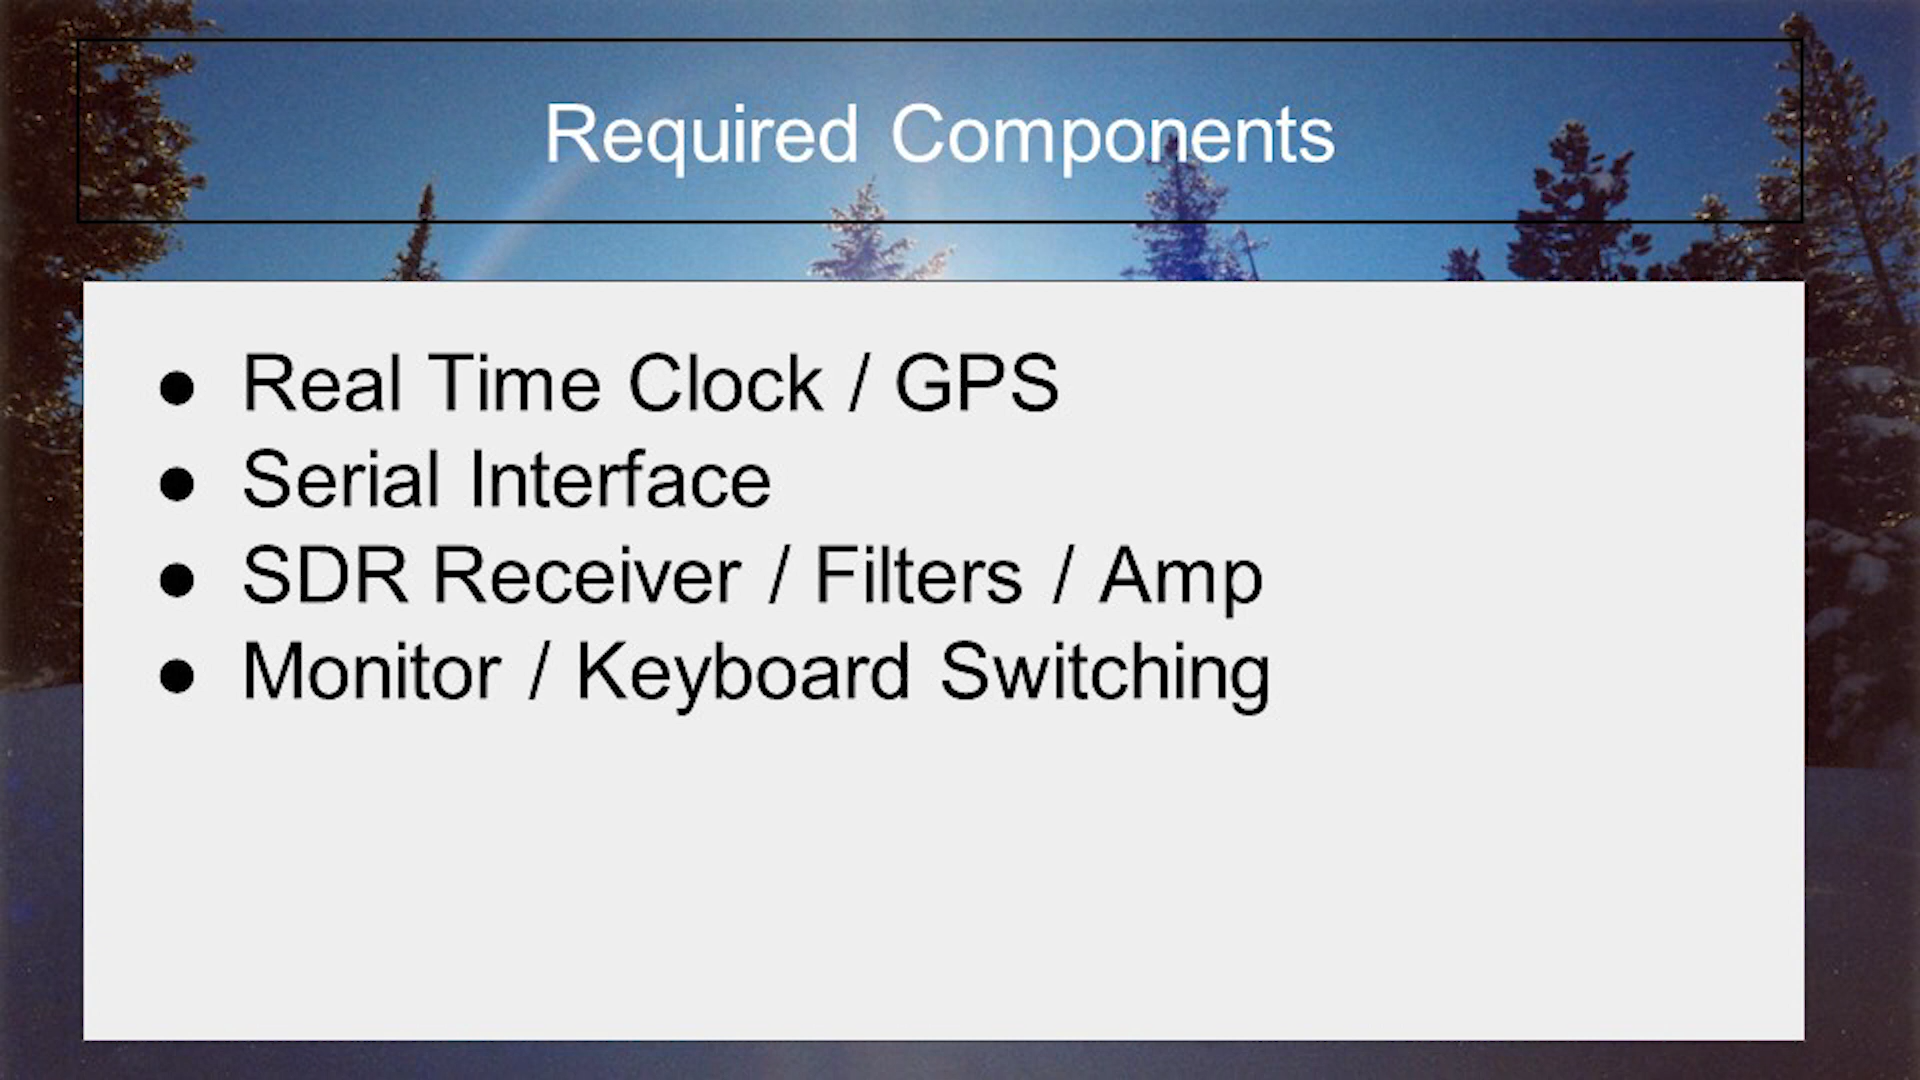 Required Components
● Real Time Clock / GPS
● Serial Interface
● SDR Receiver / Filters / Amp
● Monitor / Keyboard Switching